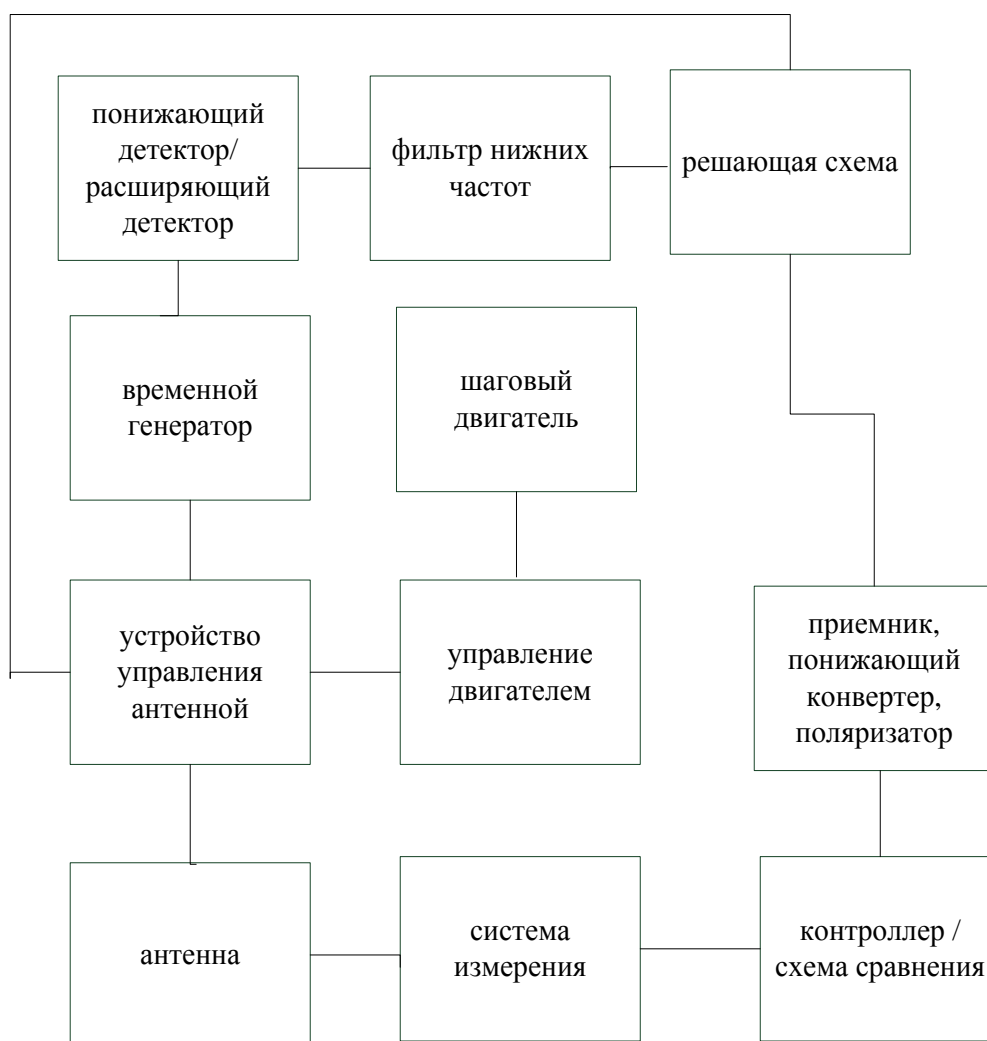 понижающий
детектор/
расширяющий
детектор
фильтр нижних
частот
решающая схема
временной
генератор
шаговый
двигатель
устройство
управления
антенной
управление
двигателем
приемник,
понижающий
конвертер,
поляризатор
антенна
система
измерения
контроллер /
схема сравнения